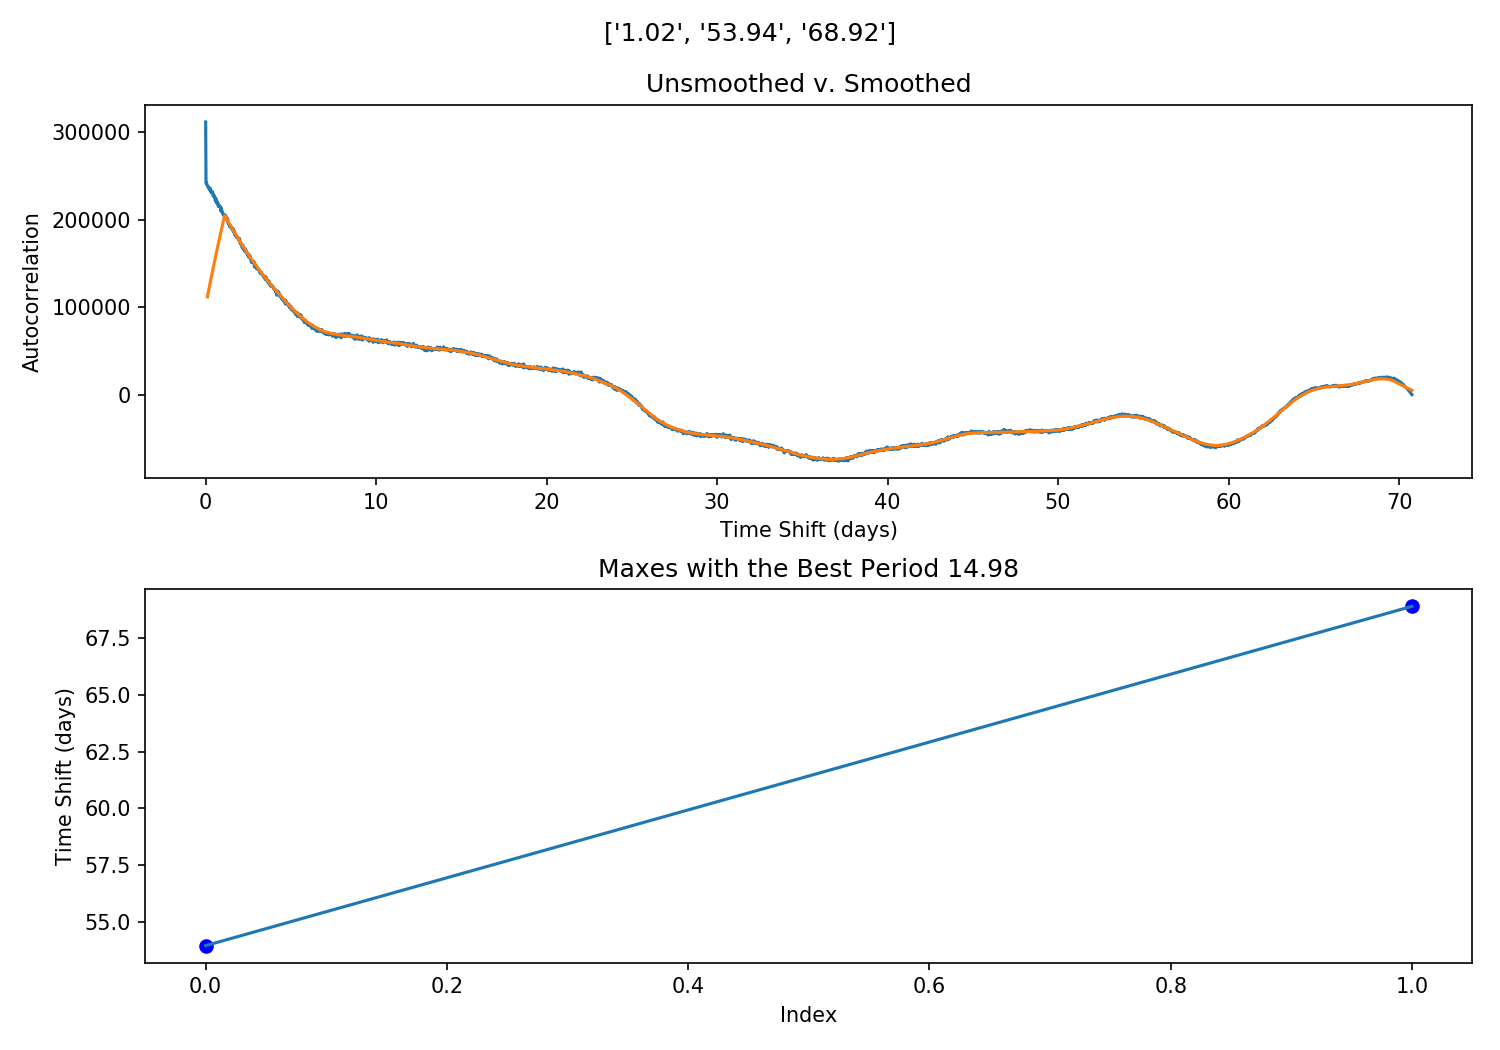 ['1.02', '53.94', '68.92']
Unsmoothed v. Smoothed
300000
200000
100000
0
Autocorrelation
0 10 20 30 40 50 60 70
Time Shift (days)
Maxes with the Best Period 14.98
67.5
65.0
62.5
60.0
57.5
55.0
Time Shift (days)
0.0 0.2 0.4 0.6 0.8 1.0
Index